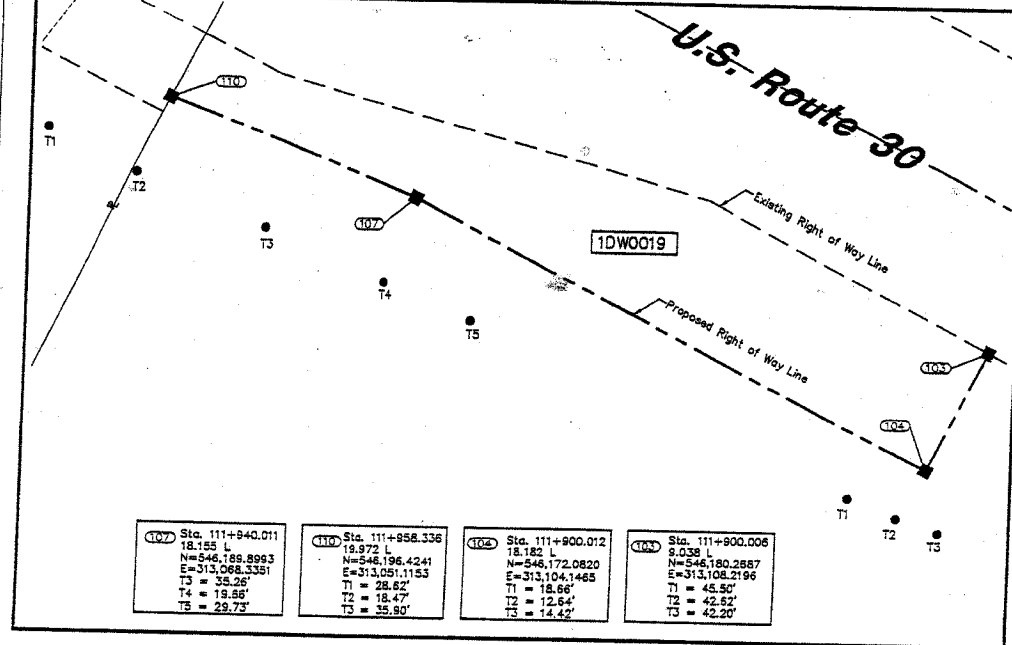 U.S. Route 30
110
T1
T2
T3
107
T4
T5
1DW0019
Existing Right of Way Line
Proposed Right of Way Line
103
104
T1
T2
T3
107 Sta. 111+940.011
18.155 L
N=546,189.8993
E=313,068.3351
T3 = 35.26'
T4 = 19.56'
T5 = 29.73'
110 Sta. 111+958.336
19.972 L
N=546,196.4241
E=313,051.1153
T1 = 28.62'
T2 = 18.47'
T3 = 35.90'
104 Sta. 111+900.012
18.182 L
N=546,172.0820
E=313,104.1465
T1 = 18.66'
T2 = 12.64'
T3 = 14.42'
103 Sta. 111+900.006
9.038 L
N=546,180.2687
E=313,108.2196
T1 = 45.50'
T2 = 42.62'
T3 = 42.20'